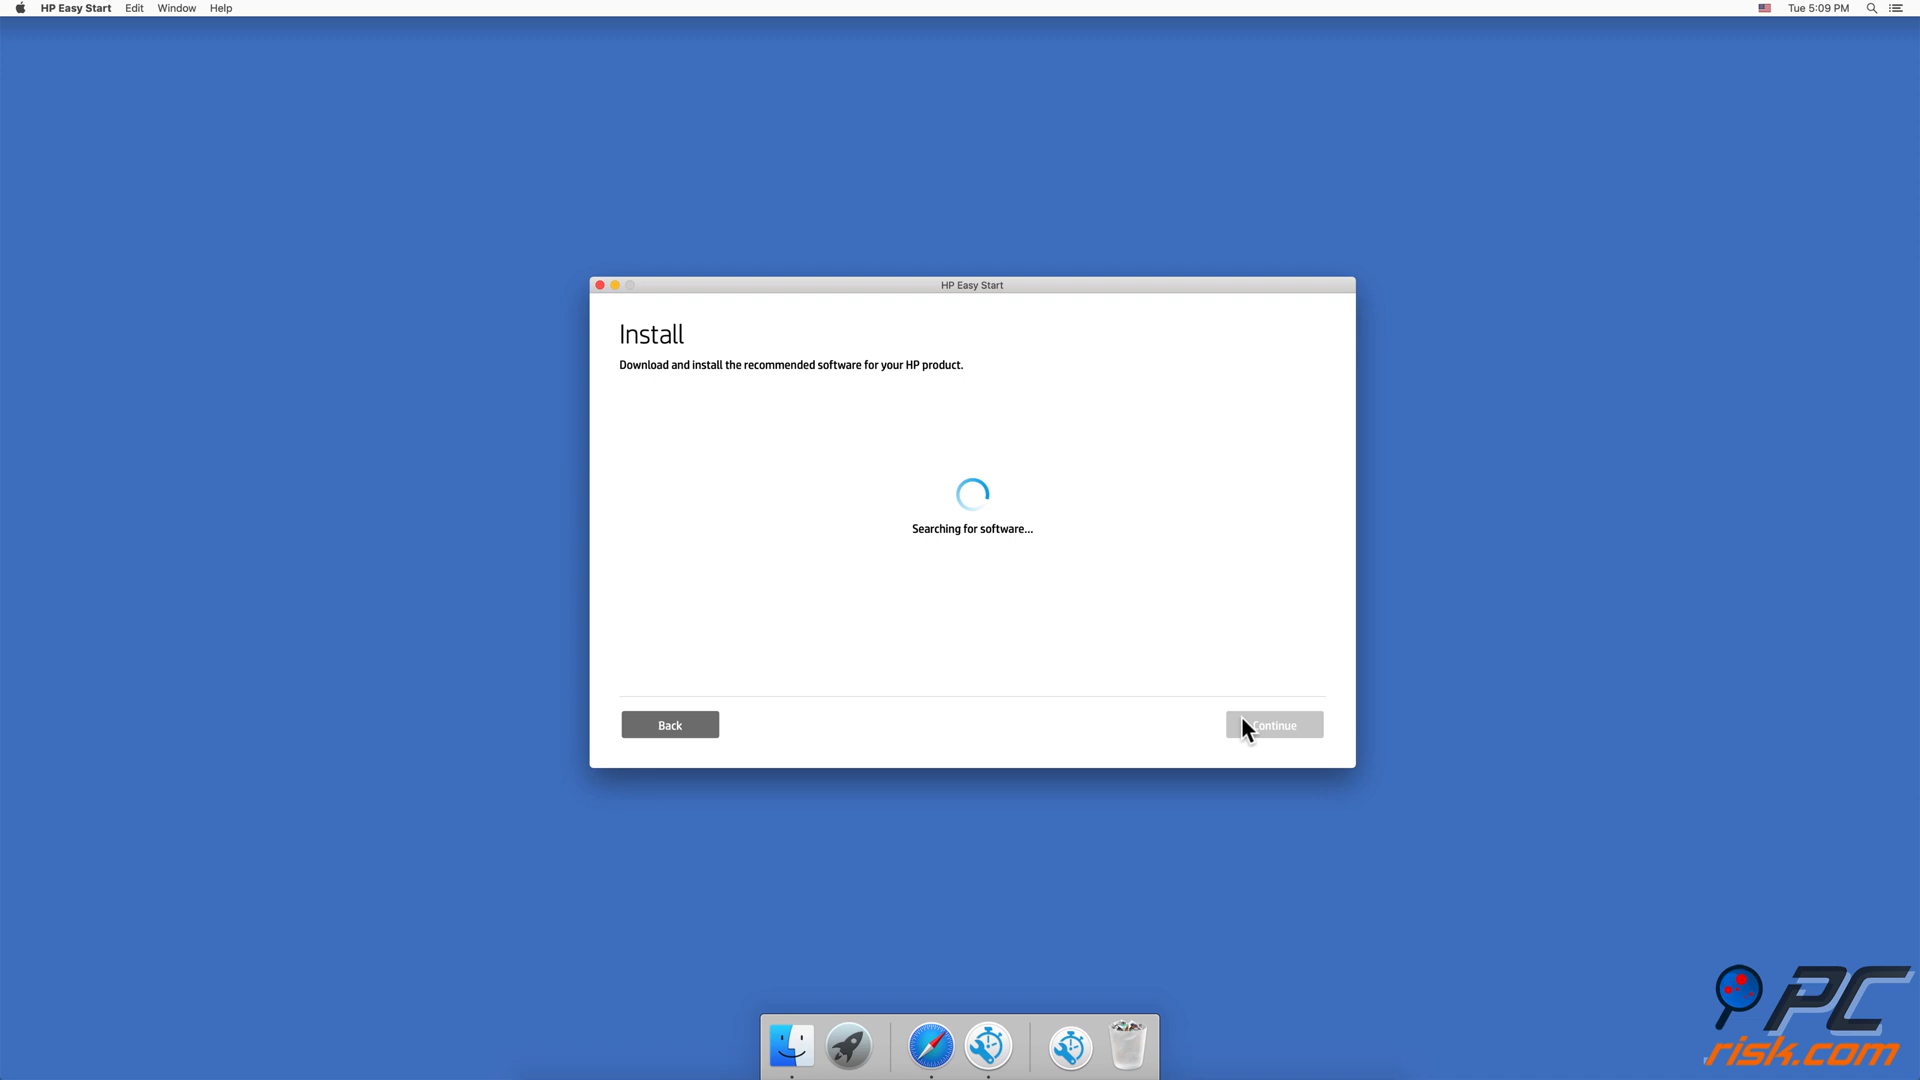 HP Easy Start Edit Window Help Tue 5:09 PM
HP Easy Start
Install
Download and install the recommended software for your HP product.
Searching for software...
Back Continue
PC
risk.com